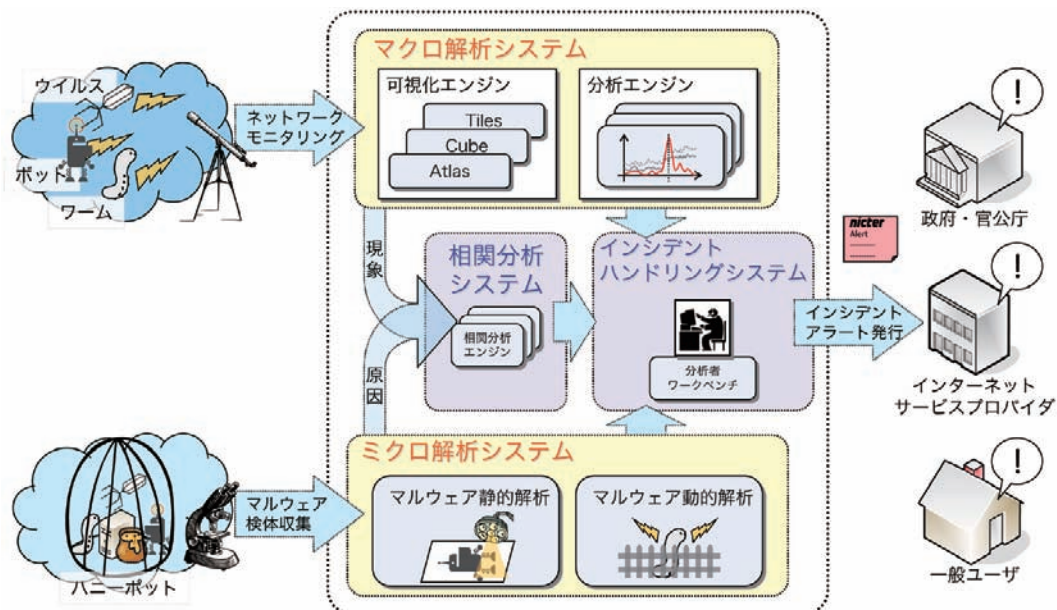 マクロ解析システム
可視化エンジン
Tiles
Cube
Atlas
分析エンジン
ウイルス
ボット
ワーム
ネットワーク
モニタリング
現象
相関分析
システム
相関分析
エンジン
原因
インシデント
ハンドリングシステム
分析者
ワークベンチ
nicter
Alert
インシデント
アラート発行
!
政府・官公庁
!
インターネット
サービスプロバイダ
!
一般ユーザ
ミクロ解析システム
マルウェア静的解析
マルウェア動的解析
マルウェア
検体収集
ハニーポット